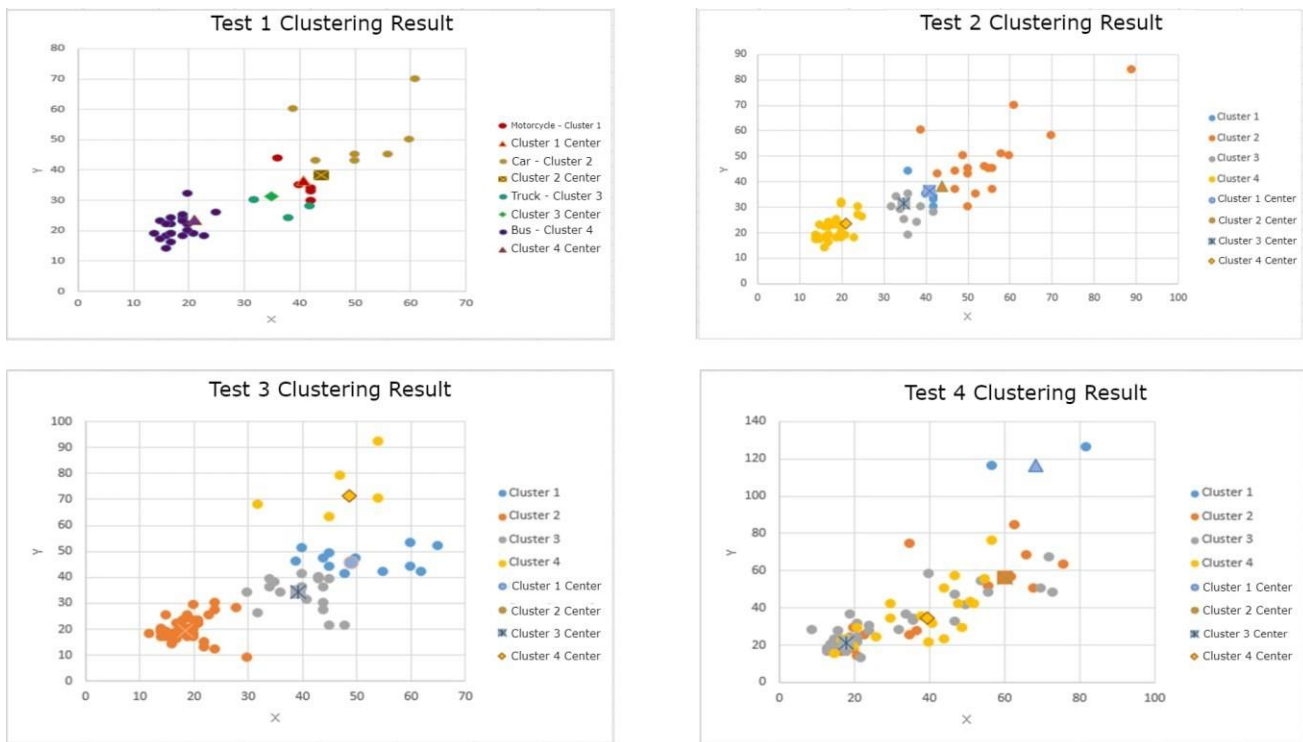 Test 1 Clustering Result
80
70
60
50
40
30
20
10
0
Y
0 10 20 30 40 50 60 70
X
Motorcycle - Cluster 1
Cluster 1 Center
Car - Cluster 2
Cluster 2 Center
Truck - Cluster 3
Cluster 3 Center
Bus - Cluster 4
Cluster 4 Center
Test 2 Clustering Result
90
80
70
60
50
40
30
20
10
0
Y
0 10 20 30 40 50 60 70 80 90 100
X
Cluster 1
Cluster 2
Cluster 3
Cluster 4
Cluster 1 Center
Cluster 2 Center
Cluster 3 Center
Cluster 4 Center
Test 3 Clustering Result
100
90
80
70
60
50
40
30
20
10
0
Y
0 10 20 30 40 50 60 70
X
Cluster 1
Cluster 2
Cluster 3
Cluster 4
Cluster 1 Center
Cluster 2 Center
Cluster 3 Center
Cluster 4 Center
Test 4 Clustering Result
140
120
100
80
60
40
20
0
Y
0 20 40 60 80 100
X
Cluster 1
Cluster 2
Cluster 3
Cluster 4
Cluster 1 Center
Cluster 2 Center
Cluster 3 Center
Cluster 4 Center